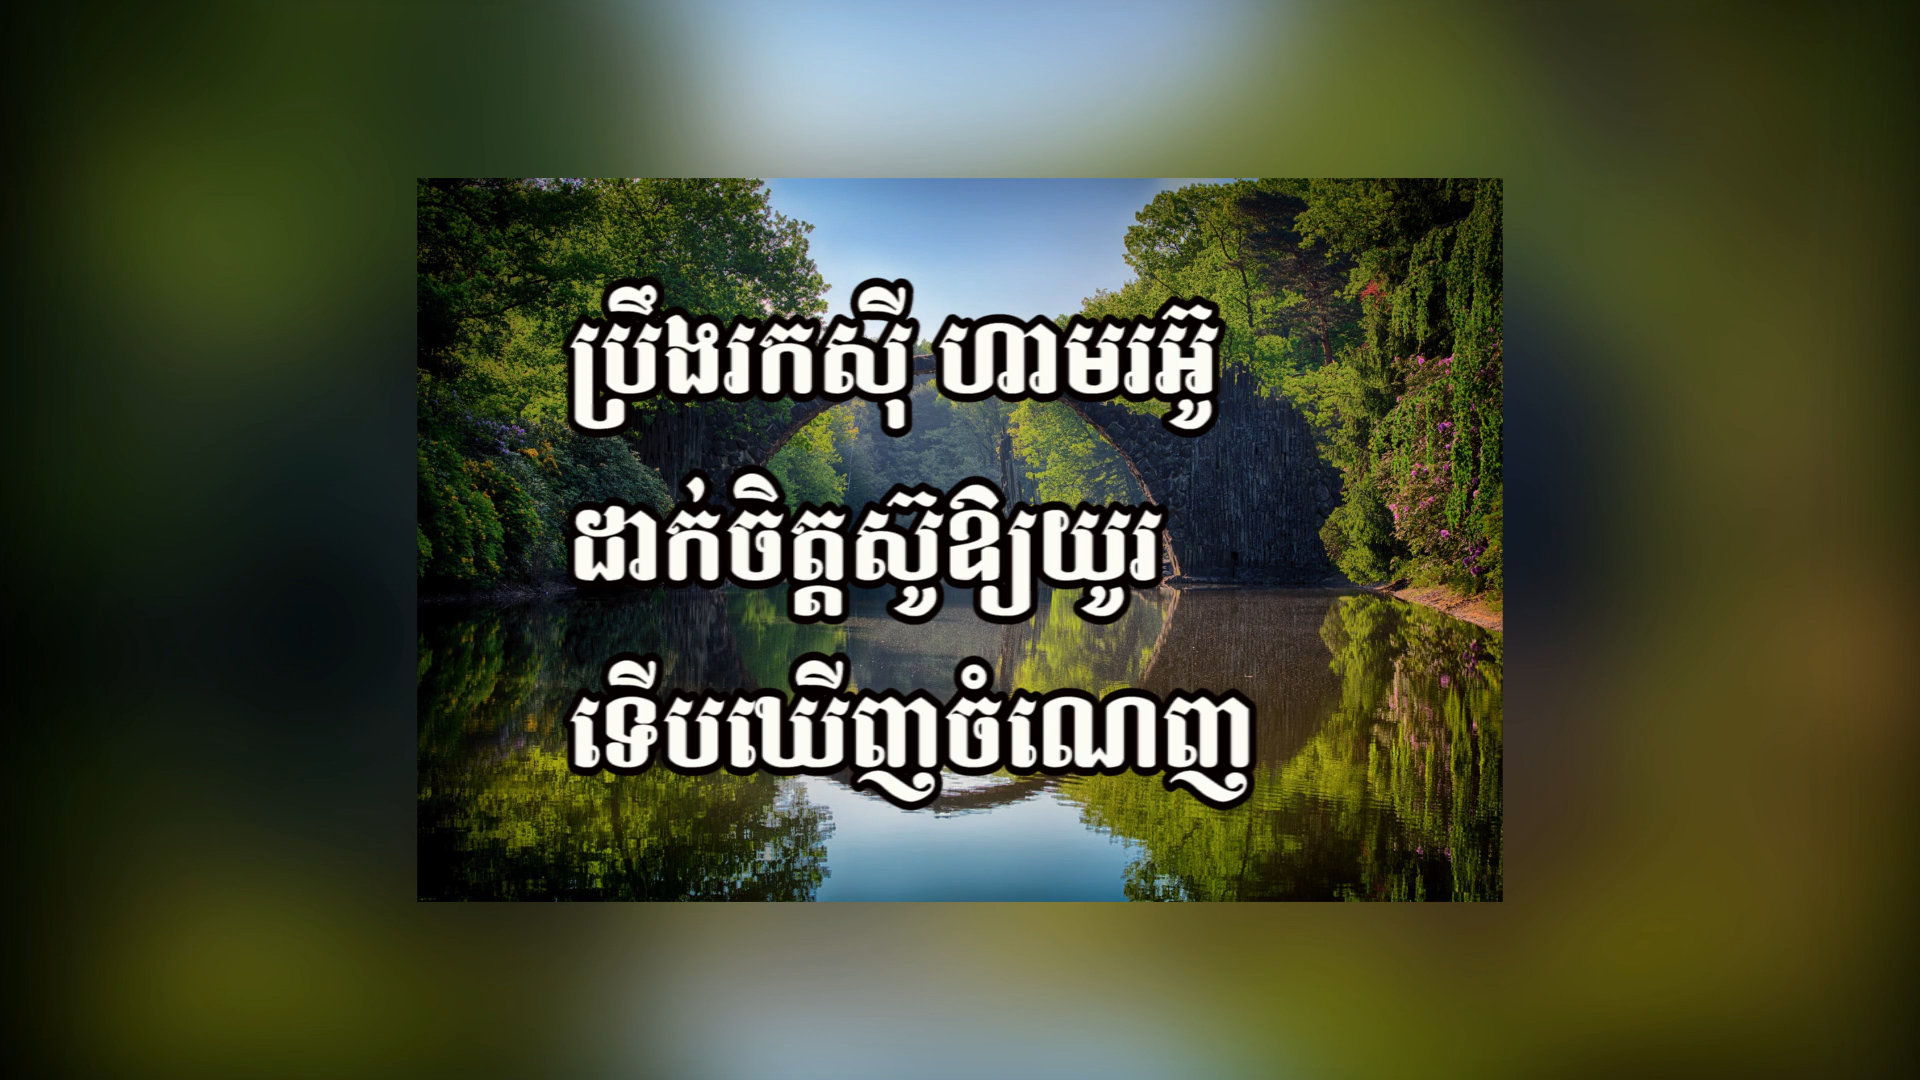 ប្រឹងរកស៊ី ហាមរអ៊ូ
ដាក់ចិត្តស៊ូឱ្យយូរ
ទើបឃើញចំណេញ